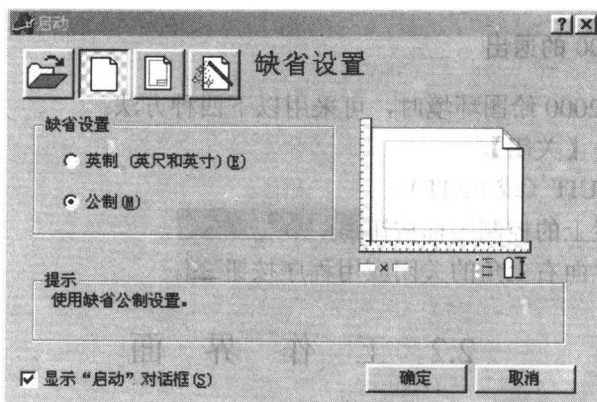 启动
缺省设置
缺省设置
英制 (英尺和英寸)(E)
公制(M)
提示
使用缺省公制设置。
显示“启动”对话框(S)
确定
取消